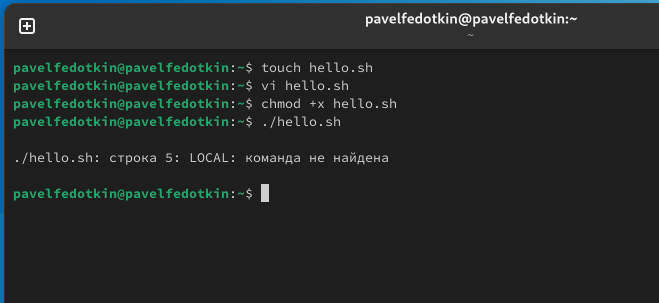 pavelfedotkin@pavelfedotkin:~
~
pavelfedotkin@pavelfedotkin:~$ touch hello.sh
pavelfedotkin@pavelfedotkin:~$ vi hello.sh
pavelfedotkin@pavelfedotkin:~$ chmod +x hello.sh
pavelfedotkin@pavelfedotkin:~$ ./hello.sh
./hello.sh: строка 5: LOCAL: команда не найдена
pavelfedotkin@pavelfedotkin:~$